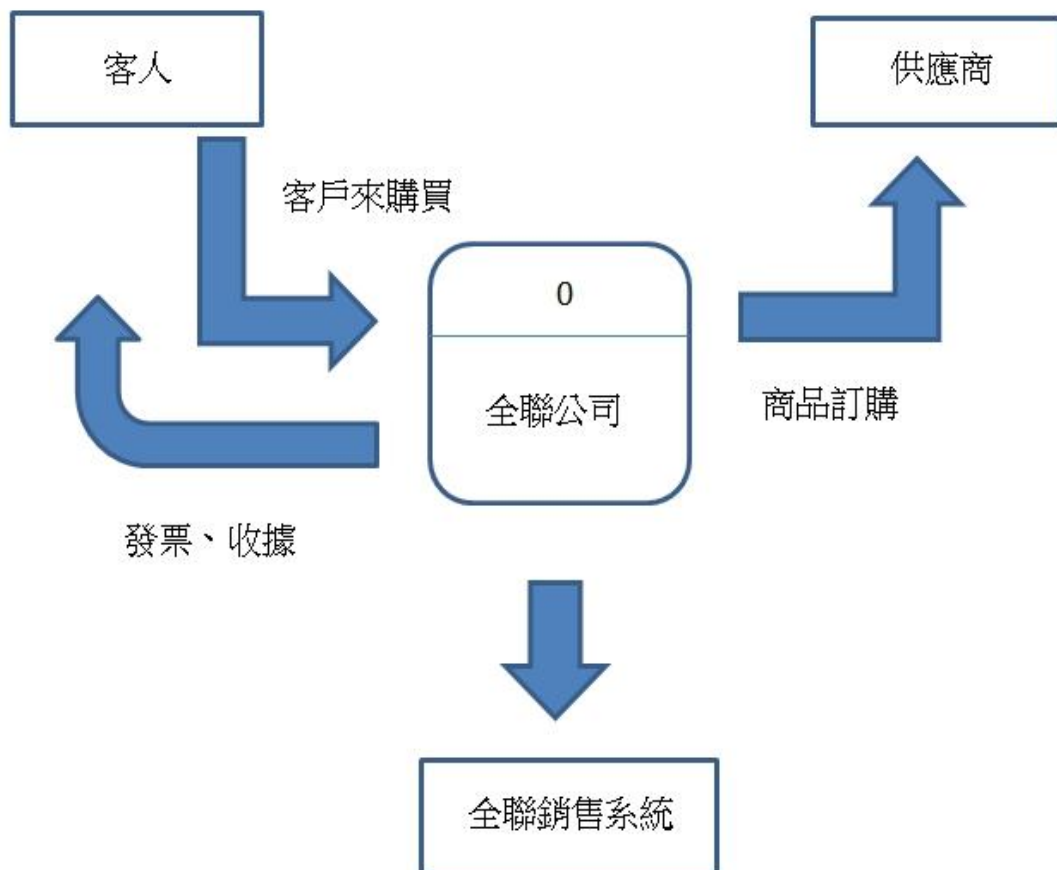 客人
供應商
客戶來購買
0
全聯公司
商品訂購
發票、收據
全聯銷售系統